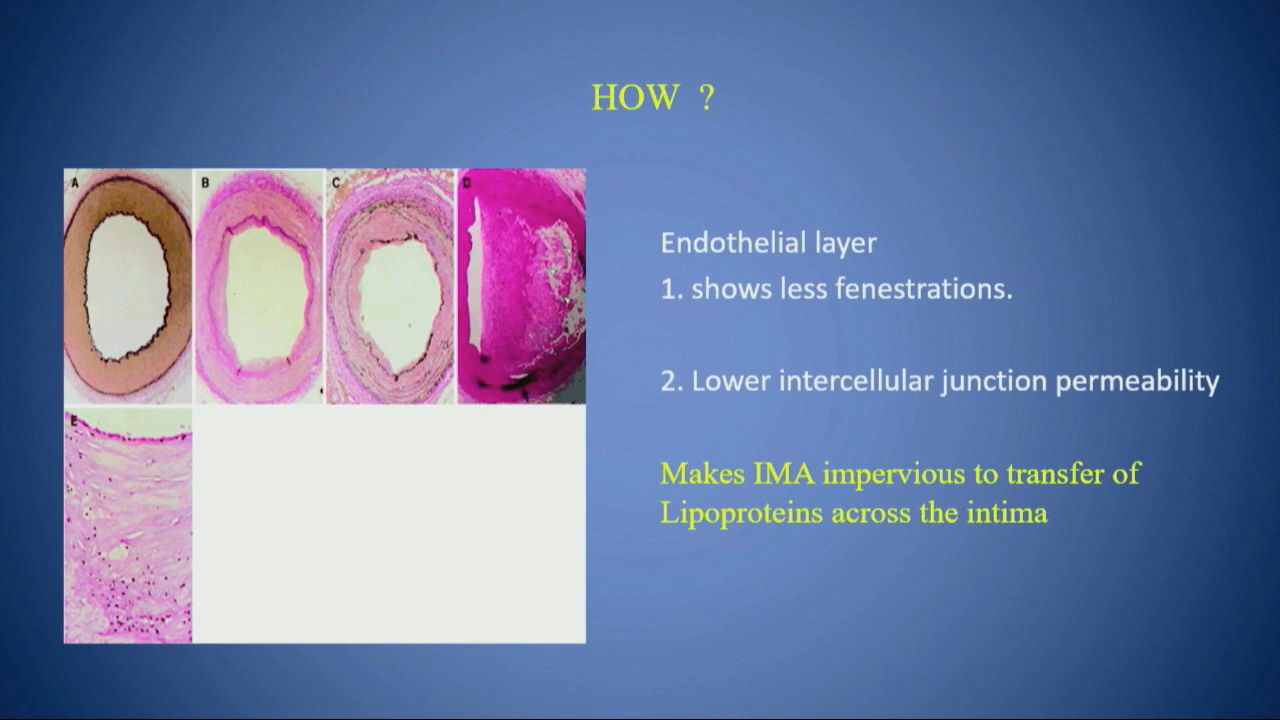 HOW ?
A B C D
E
Endothelial layer
1. shows less fenestrations.
2. Lower intercellular junction permeability
Makes IMA impervious to transfer of
Lipoproteins across the intima